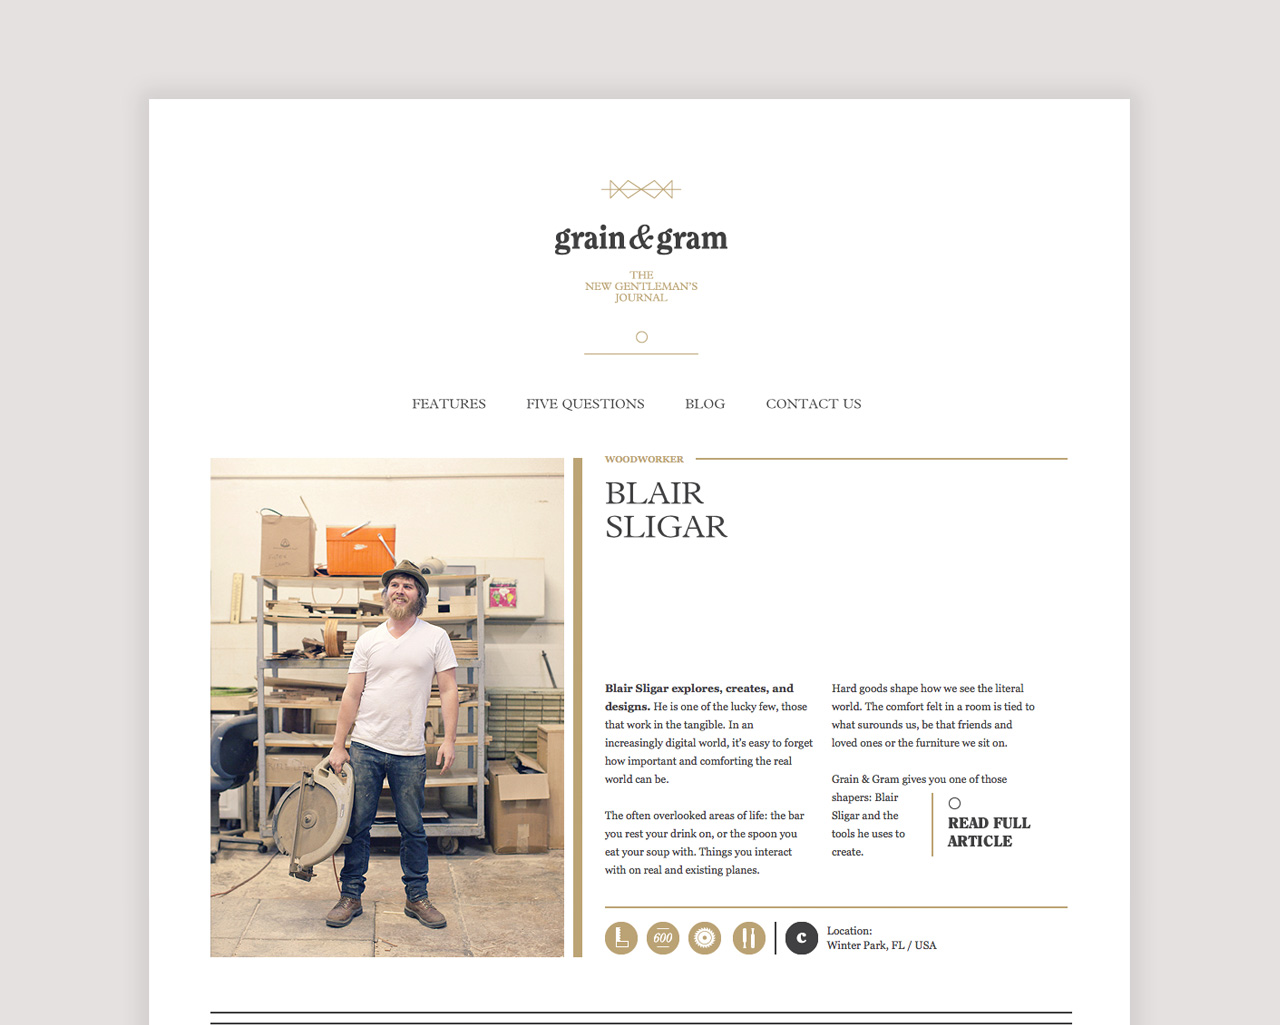 grain & gram
THE
NEW GENTLEMAN'S
JOURNAL
FEATURES
FIVE QUESTIONS
BLOG
CONTACT US
WOODWORKER
BLAIR
SLIGAR
Blair Sligar explores, creates, and
designs. He is one of the lucky few, those
that work in the tangible. In an
increasingly digital world, it's easy to forget
how important and comforting the real
world can be.
The often overlooked areas of life: the bar
you rest your drink on, or the spoon you
eat your soup with. Things you interact
with on real and existing planes.
Hard goods shape how we see the literal
world. The comfort felt in a room is tied to
what surounds us, be that friends and
loved ones or the furniture we sit on.
Grain & Gram gives you one of those
shapers: Blair
Sligar and the
tools he uses to
create.
READ FULL
ARTICLE
600
c
Location:
Winter Park, FL / USA